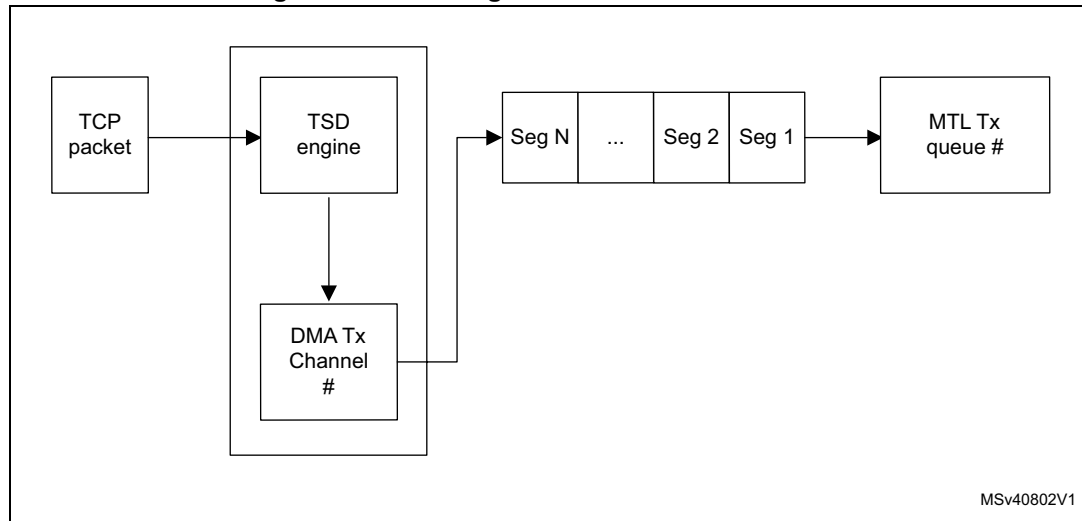 TCP
packet
TSD
engine
DMA Tx
Channel
#
Seg N
...
Seg 2
Seg 1
MTL Tx
queue #
MSv40802V1